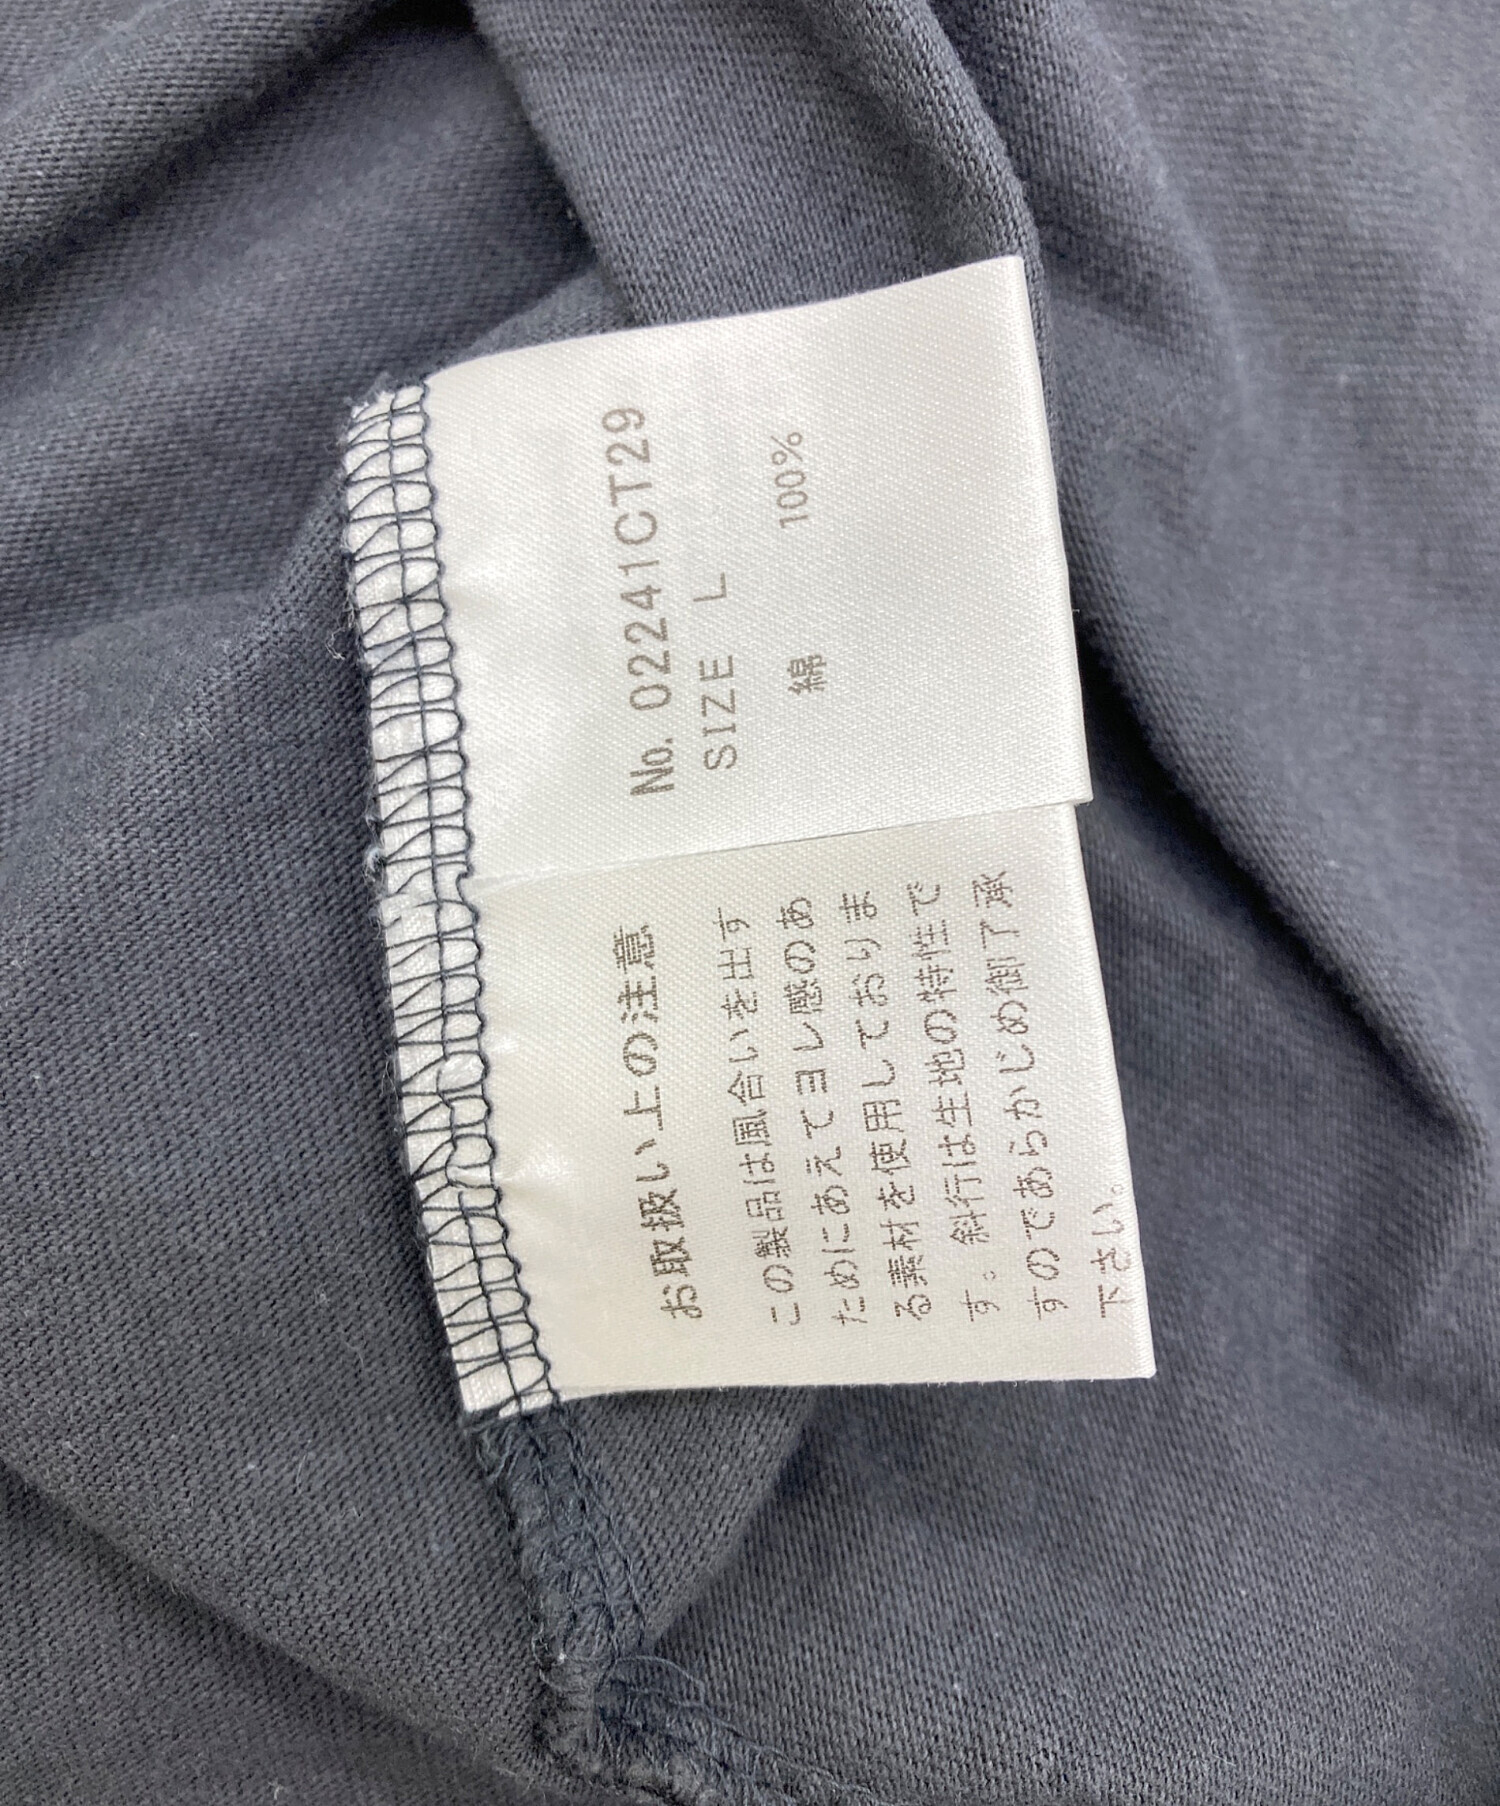 No. 02241CT29
SIZE L
綿 100%
お取扱い上の注意
この製品は風合いを出す
ためにあえてヨレ感のあ
る素材を使用しておりま
す。斜行は生地の特性で
すのであらかじめ御了承
下さい。